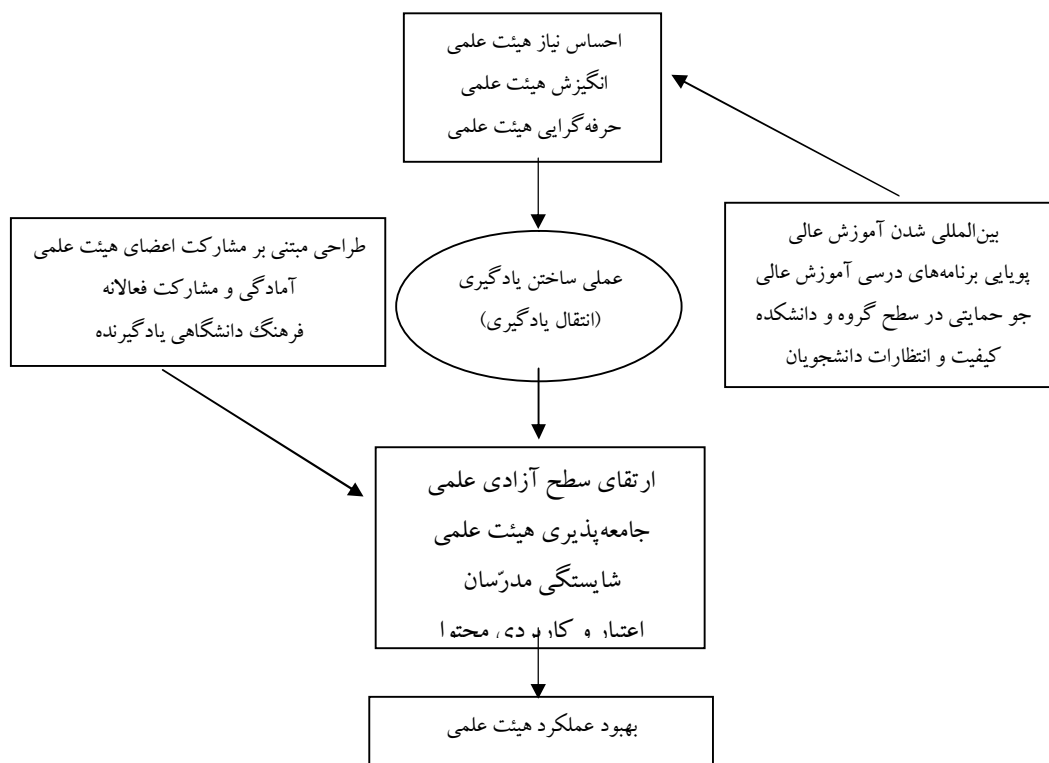 احساس نیاز هیئت علمی
انگیزش هیئت علمی
حرفه‌گرایی هیئت علمی
بین‌المللی شدن آموزش عالی
پویایی برنامه‌های درسی آموزش عالی
جو حمایتی در سطح گروه و دانشکده
کیفیت و انتظارات دانشجویان
عملی ساختن یادگیری
(انتقال یادگیری)
طراحی مبتنی بر مشارکت اعضای هیئت علمی
آمادگی و مشارکت فعالانه
فرهنگ دانشگاهی یادگیرنده
ارتقای سطح آزادی علمی
جامعه‌پذیری هیئت علمی
شایستگی مدرّسان
اعتبار و کاربردی محتوا
بهبود عملکرد هیئت علمی